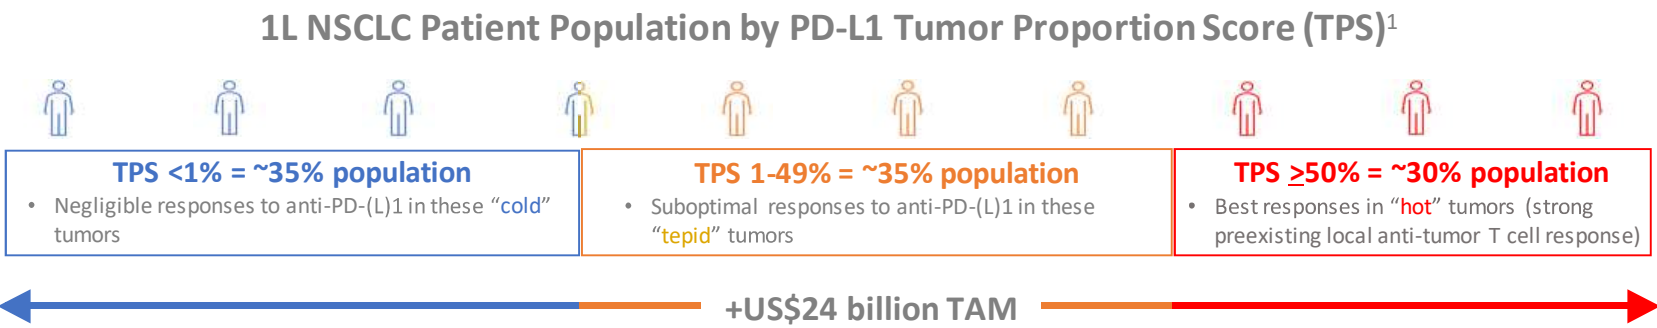 1L NSCLC Patient Population by PD-L1 Tumor Proportion Score (TPS)1
TPS <1% = ~35% population
• Negligible responses to anti-PD-(L)1 in these “cold”
tumors
TPS 1-49% = ~35% population
• Suboptimal responses to anti-PD-(L)1 in these
“tepid” tumors
TPS >50% = ~30% population
• Best responses in “hot” tumors (strong
preexisting local anti-tumor T cell response)
+US$24 billion TAM